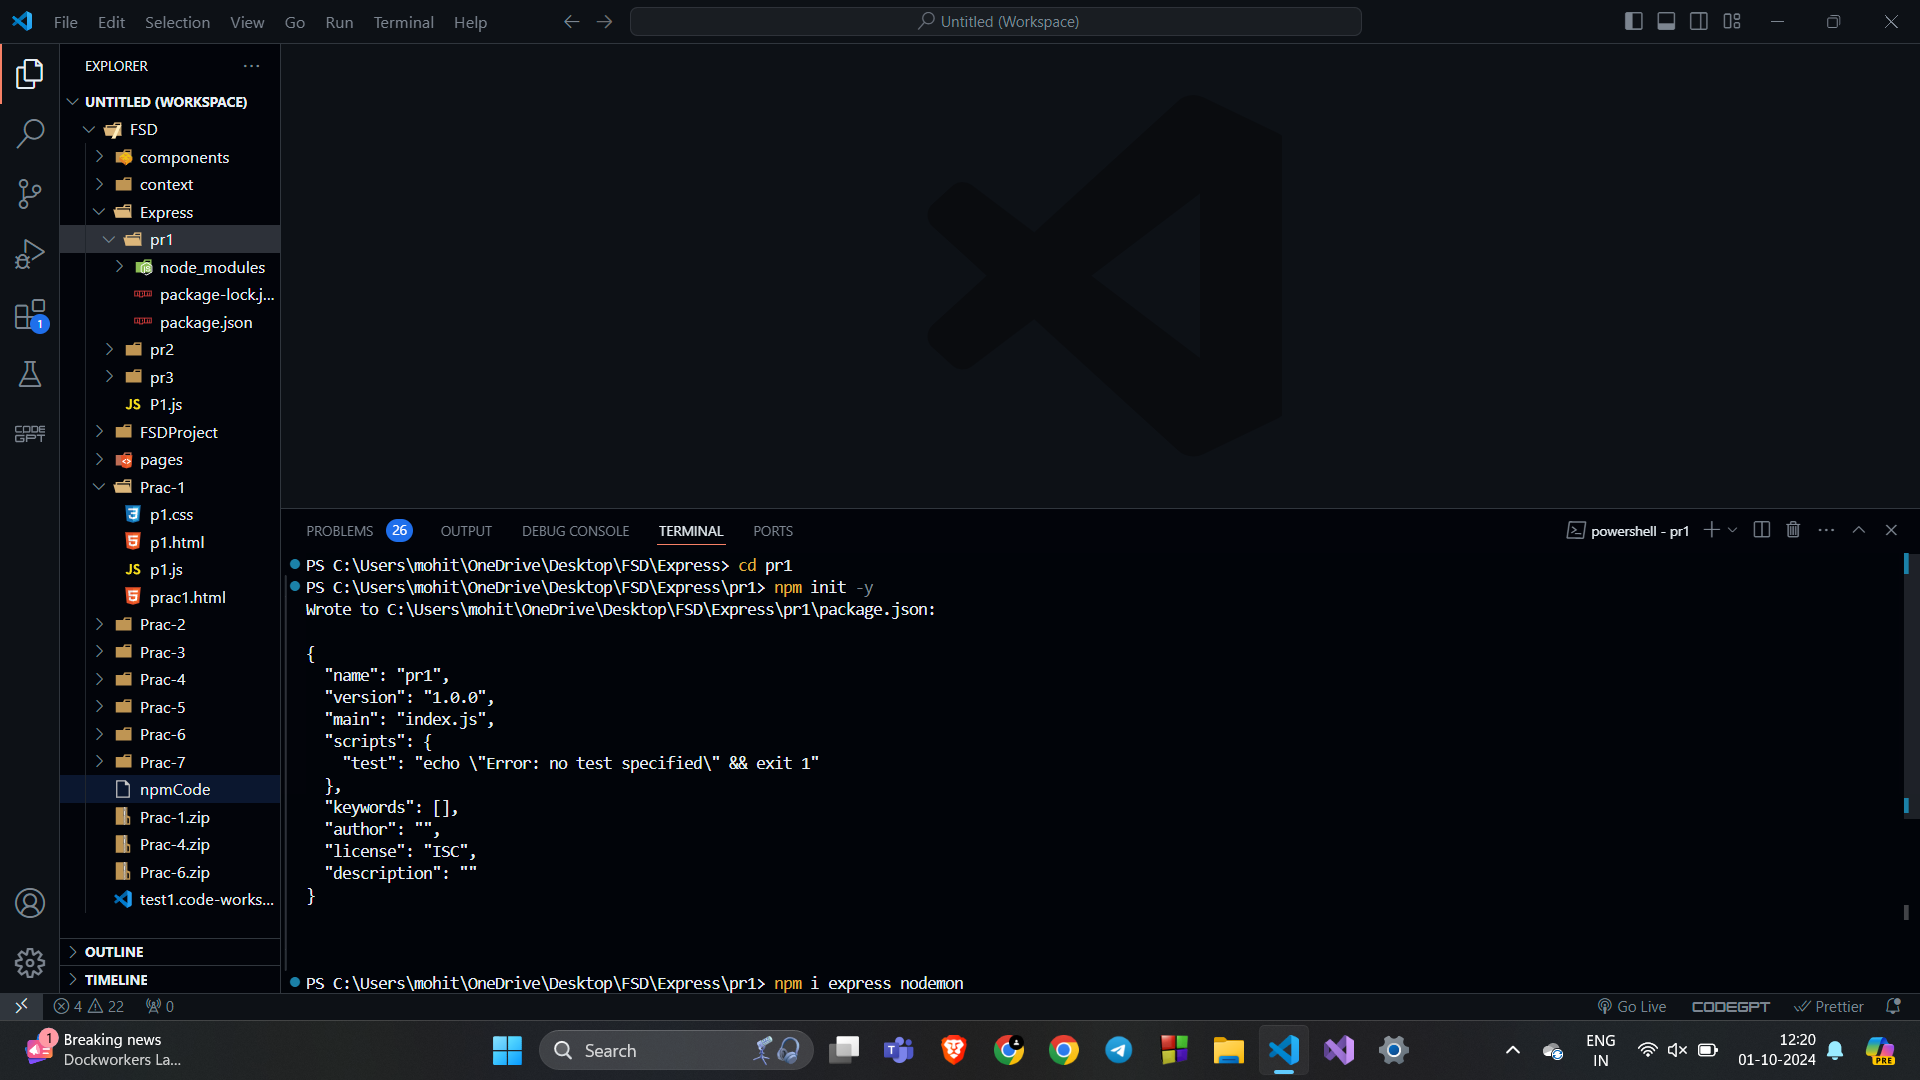 File Edit Selection View Go Run Terminal Help
Untitled (Workspace)
EXPLORER
UNTITLED (WORKSPACE)
FSD
components
context
Express
pr1
node_modules
package-lock.j...
package.json
pr2
pr3
JS P1.js
FSDProject
pages
Prac-1
p1.css
p1.html
JS p1.js
prac1.html
Prac-2
Prac-3
Prac-4
Prac-5
Prac-6
Prac-7
npmCode
Prac-1.zip
Prac-4.zip
Prac-6.zip
test1.code-works...
OUTLINE
TIMELINE
1
CODE
GPT
PROBLEMS 26 OUTPUT DEBUG CONSOLE TERMINAL PORTS
powershell - pr1
PS C:\Users\mohit\OneDrive\Desktop\FSD\Express> cd pr1
PS C:\Users\mohit\OneDrive\Desktop\FSD\Express\pr1> npm init -y
Wrote to C:\Users\mohit\OneDrive\Desktop\FSD\Express\pr1\package.json:
{
"name": "pr1",
"version": "1.0.0",
"main": "index.js",
"scripts": {
"test": "echo \"Error: no test specified\" && exit 1"
},
"keywords": [],
"author": "",
"license": "ISC",
"description": ""
}
PS C:\Users\mohit\OneDrive\Desktop\FSD\Express\pr1> npm i express nodemon
4 22 0
Go Live CODEGPT Prettier
1 Breaking news
Dockworkers La...
Search
ENG
IN
12:20
01-10-2024
PRE